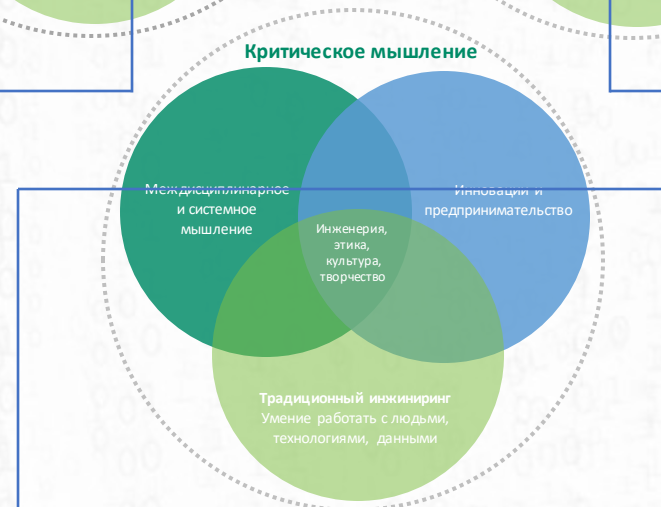 Критическое мышление
Междисциплинарное
и системное
мышление
Инновации и
предпринимательство
Инженерия,
этика,
культура,
творчество
Традиционный инжиниринг
Умение работать с людьми,
технологиями, данными